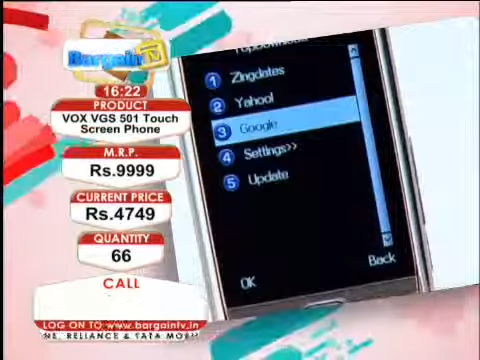 Bargain TV
16:22
PRODUCT
VOX VGS 501 Touch
Screen Phone
M.R.P.
Rs.9999
CURRENT PRICE
Rs.4749
QUANTITY
66
CALL
LOG ON TO www.bargaintv.in
NE, RELIANCE & TATA
1 Zingdates
2 Yahoo!
3 Google
4 Settings>>
5 Update
OK
Back